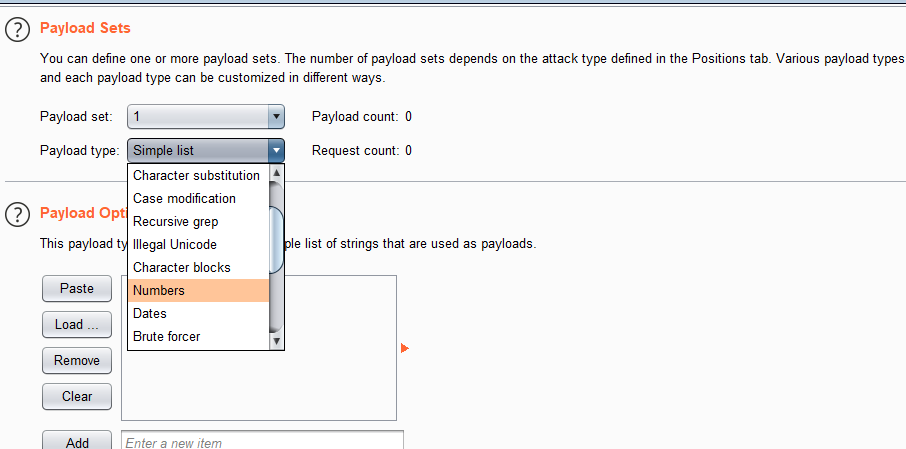 ? Payload Sets
You can define one or more payload sets. The number of payload sets depends on the attack type defined in the Positions tab. Various payload types
and each payload type can be customized in different ways.
Payload set: 1 Payload count: 0
Payload type: Simple list Request count: 0
Character substitution
Case modification
Recursive grep
Illegal Unicode
Character blocks
Numbers
Dates
Brute forcer
? Payload Opti
This payload ty ple list of strings that are used as payloads.
Paste
Load ...
Remove
Clear
Add Enter a new item